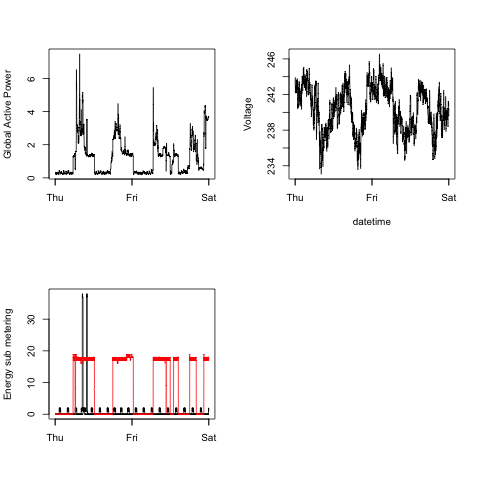 Global Active Power
0 2 4 6
Thu Fri Sat
Voltage
234 238 242 246
Thu Fri Sat
datetime
Energy sub metering
0 10 20 30
Thu Fri Sat